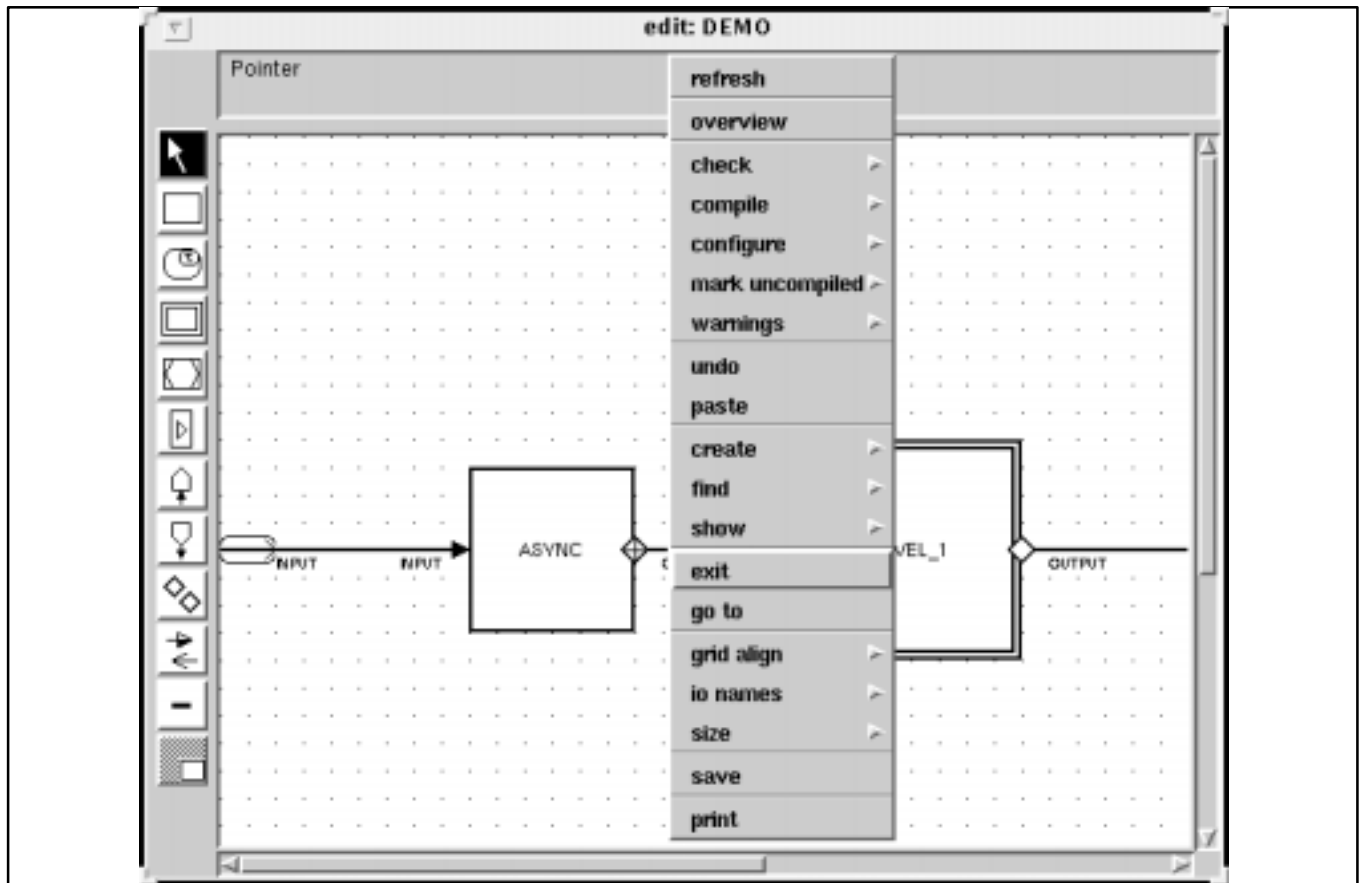 edit: DEMO
Pointer
refresh
overview
check
compile
configure
mark uncompiled
warnings
undo
paste
create
find
show
exit
go to
grid align
io names
size
save
print
INPUT
INPUT
ASYNC
VEL_1
OUTPUT